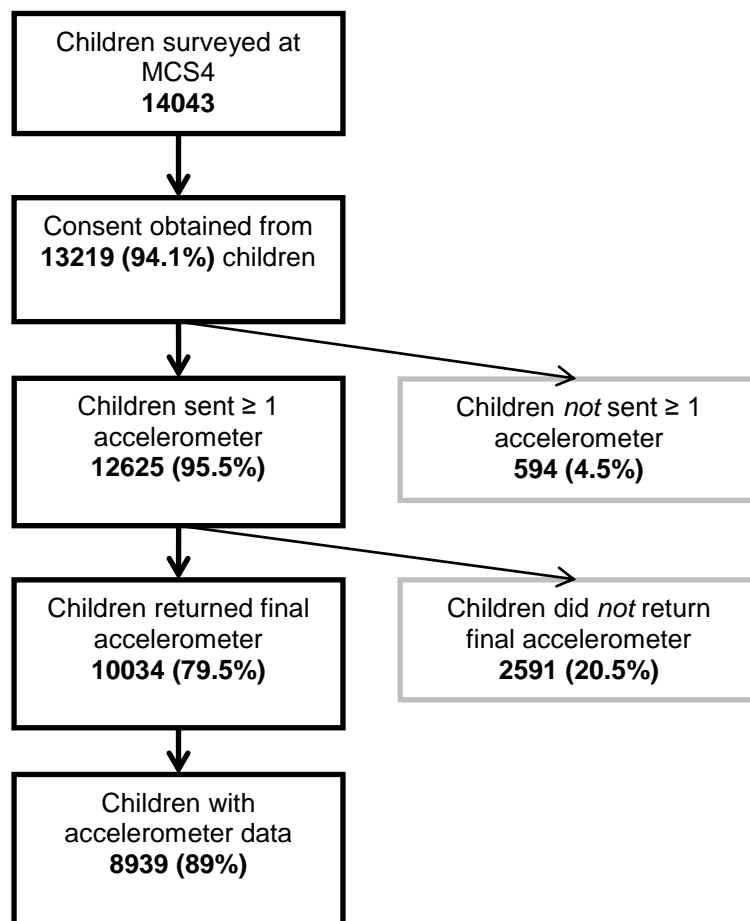 Children surveyed at
MCS4
14043
Consent obtained from
13219 (94.1%) children
Children sent ≥ 1
accelerometer
12625 (95.5%)
Children not sent ≥ 1
accelerometer
594 (4.5%)
Children returned final
accelerometer
10034 (79.5%)
Children did not return
final accelerometer
2591 (20.5%)
Children with
accelerometer data
8939 (89%)